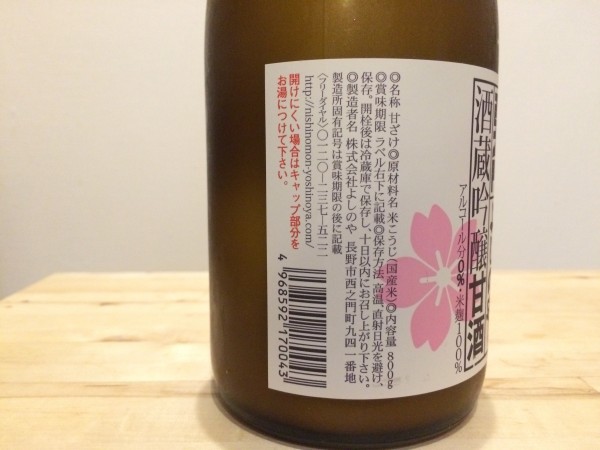 酒蔵吟醸甘酒
アルコール分0%・米麹100%
◎名称 甘ざけ◎原材料名 米こうじ(国産米)◎内容量 800g
◎賞味期限 ラベル右下に記載◎保存方法 高温、直射日光を避け、
保存。開栓後は冷蔵庫で保存し、十日以内にお召し上がり下さい。
◎製造者名 株式会社よしのや 長野市西之門町九四一番地
製造所固有記号は賞味期限の後に記載
〈フリーダイヤル〉〇一二〇-三七-五二二
http://nishinomon-yoshinoya.com/
開けにくい場合はキャップ部分を
お湯につけて下さい。
4 968592 170043